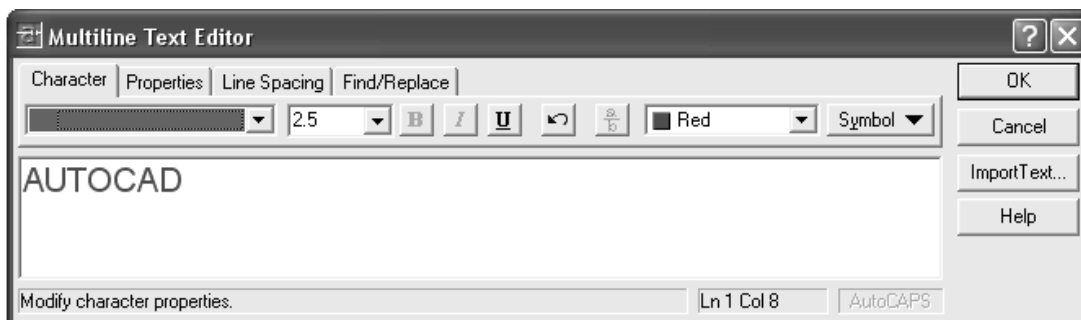 Multiline Text Editor
Character Properties Line Spacing Find/Replace OK
2.5 B I U a/b Red Symbol Cancel
AUTOCAD ImportText...
Help
Modify character properties. Ln 1 Col 8 AutoCAPS